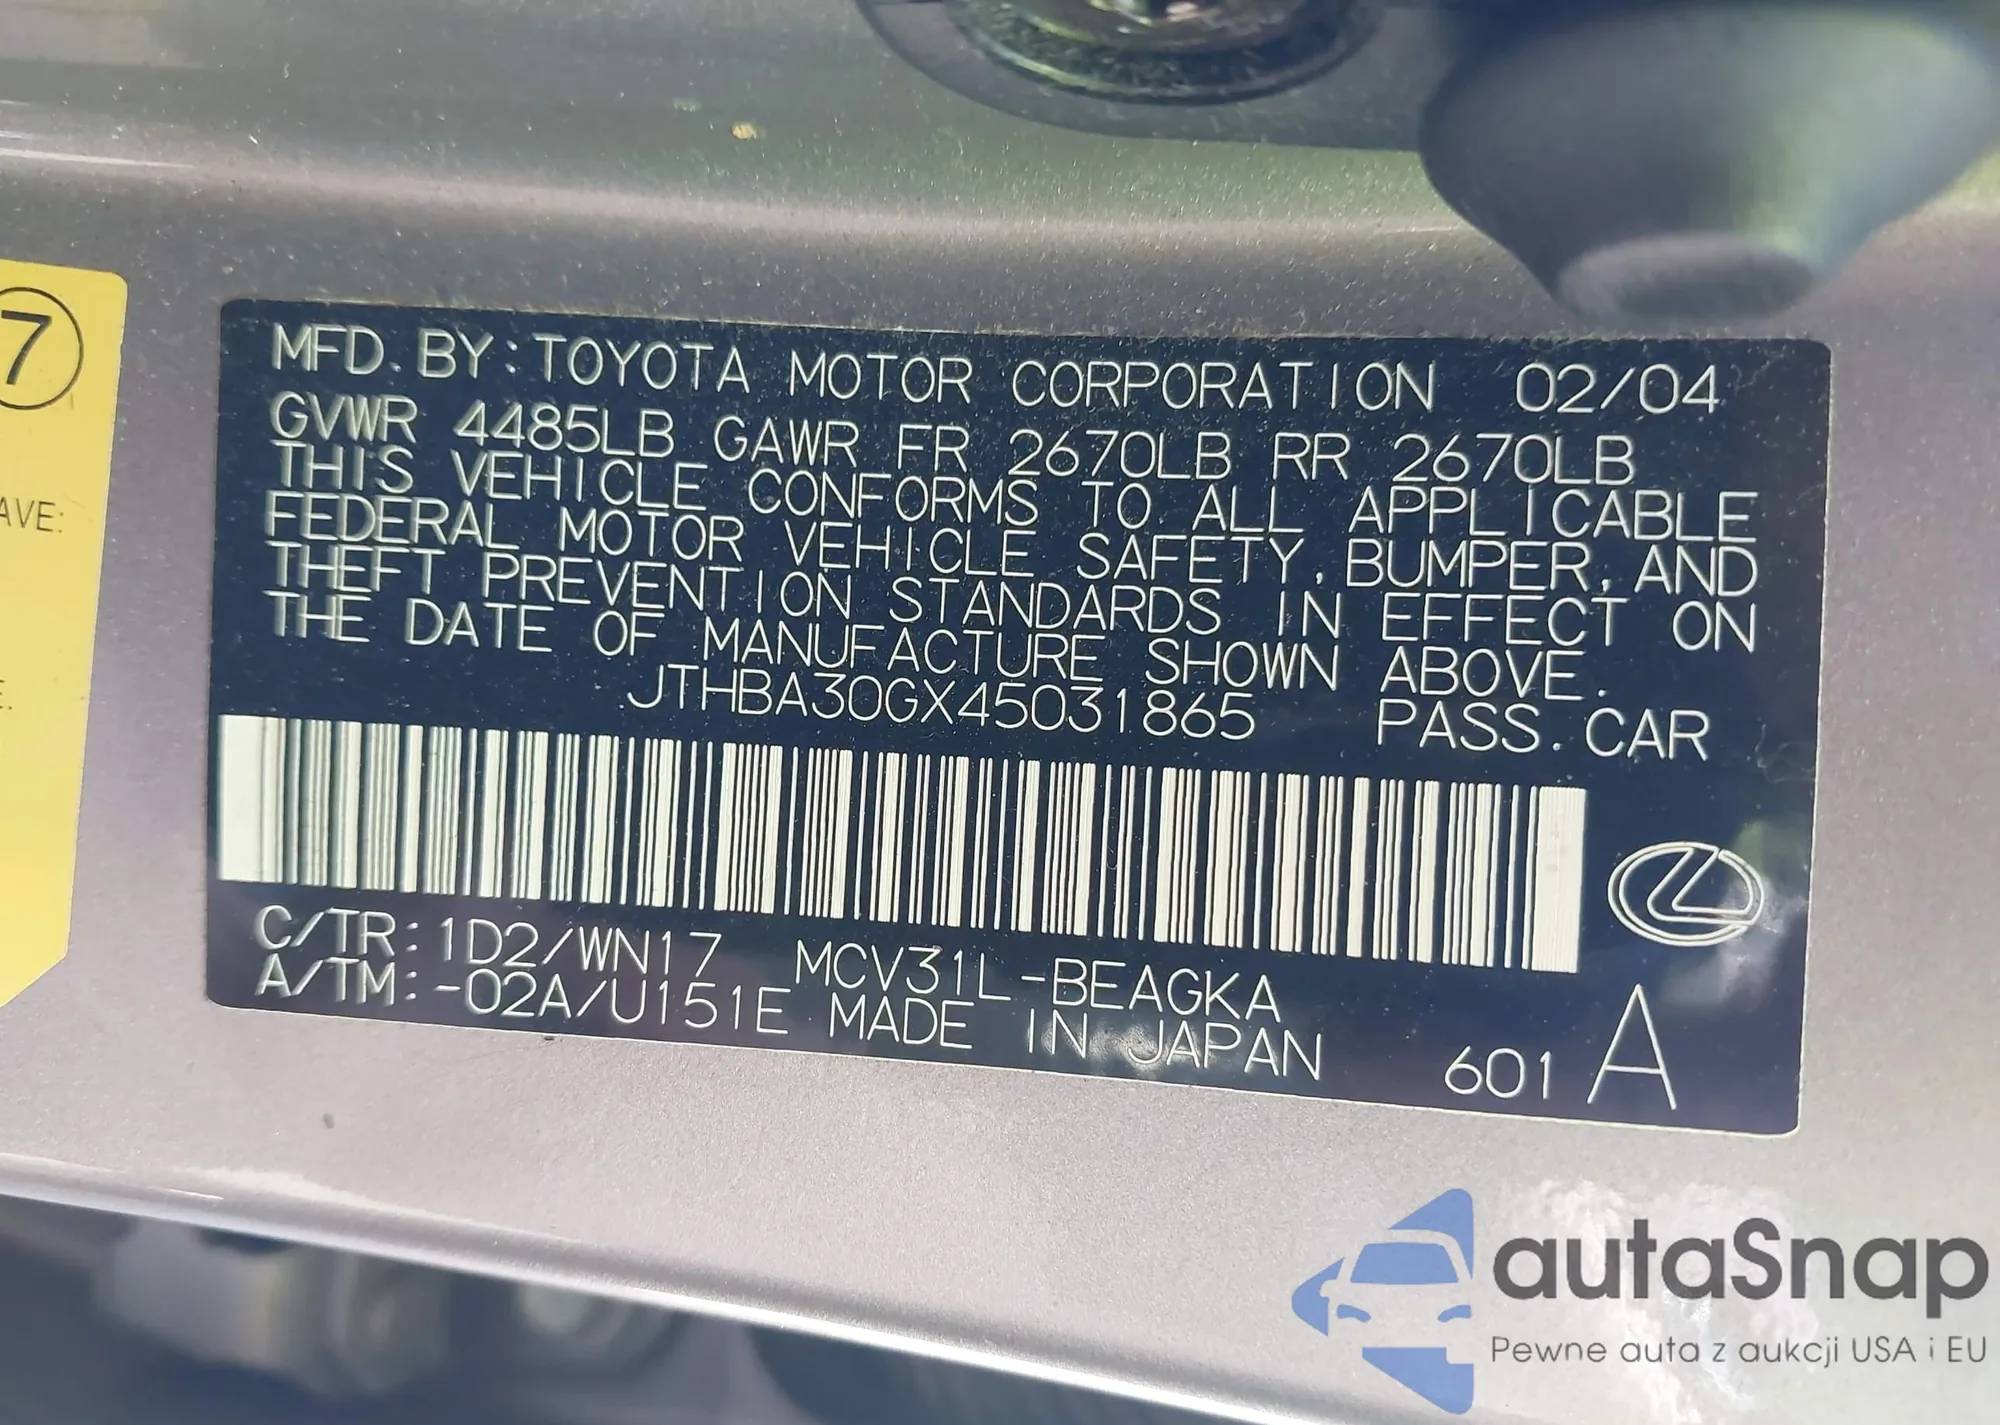 7
AVE:
MFD. BY: TOYOTA MOTOR CORPORATION 02/04
GVWR 4485LB GAWR FR 2670LB RR 2670LB
THIS VEHICLE CONFORMS TO ALL APPLICABLE
FEDERAL MOTOR VEHICLE SAFETY, BUMPER, AND
THEFT PREVENTION STANDARDS IN EFFECT ON
THE DATE OF MANUFACTURE SHOWN ABOVE.
JTHBA30GX45031865 PASS. CAR
C/TR: 1D2/WN17 MCV31L-BEAGKA
A/TM: -02A/U151E MADE IN JAPAN 601 A
autaSnap
Pewne auta z aukcji USA i EU